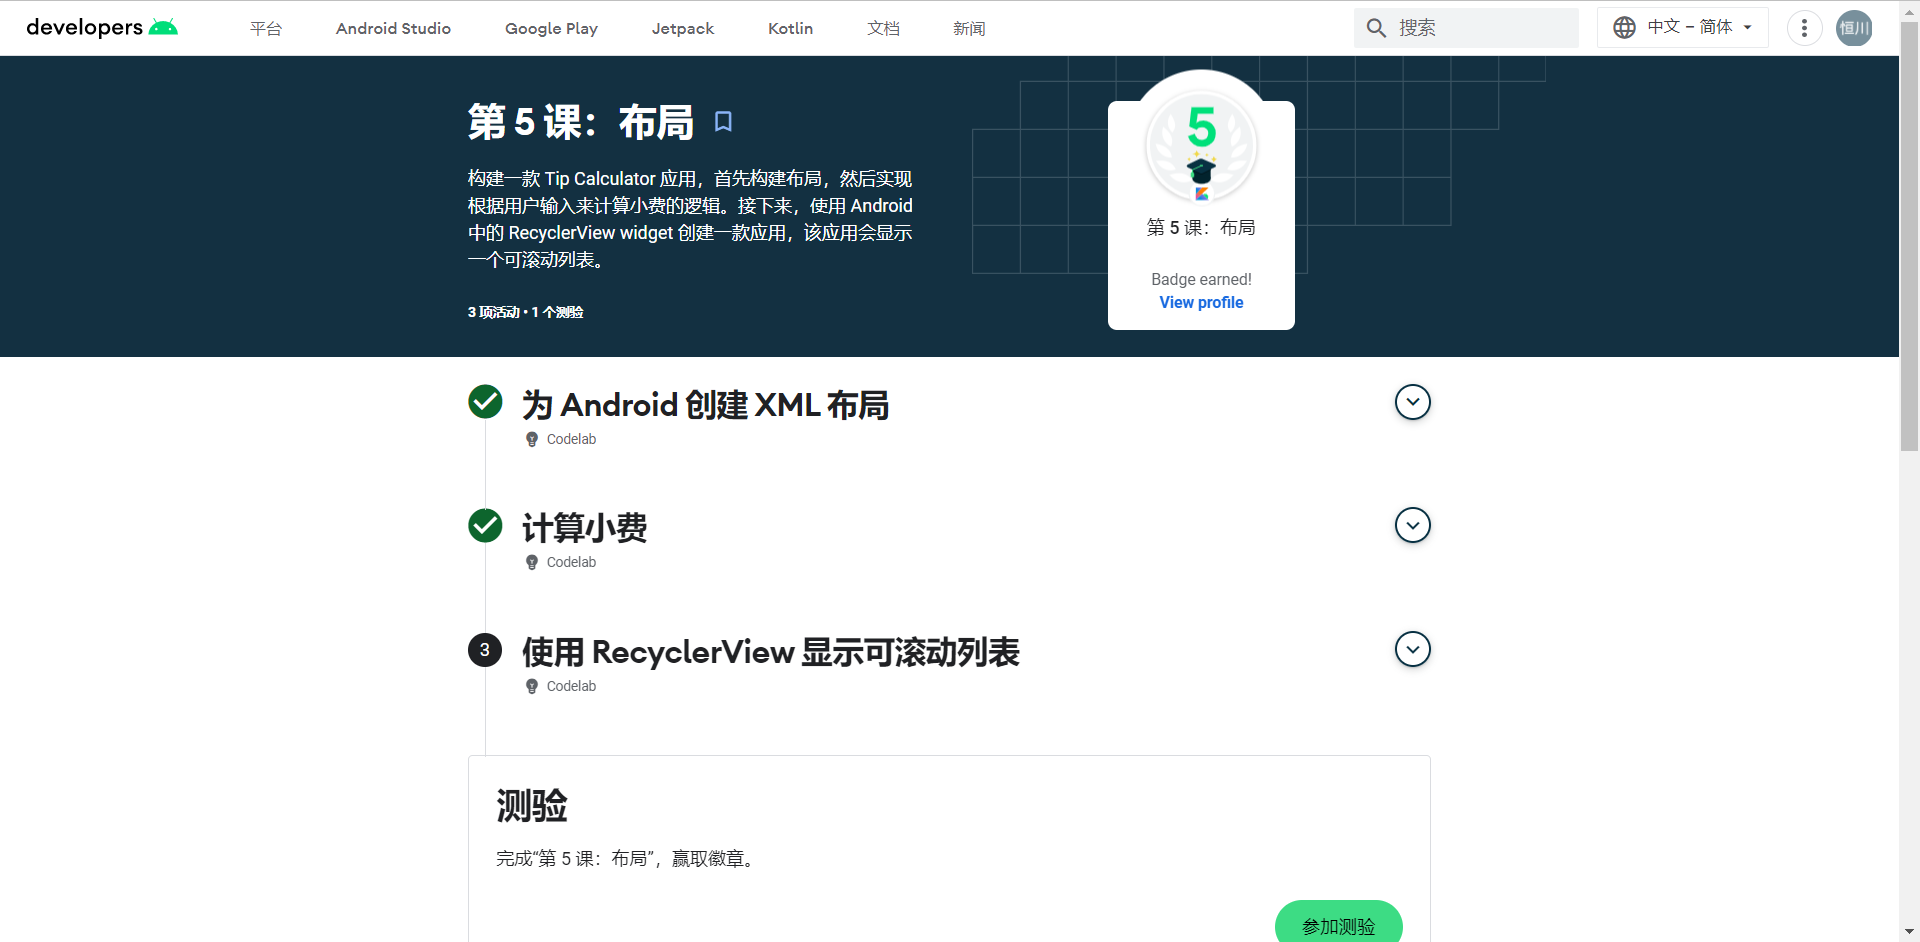 developers
平台
Android Studio
Google Play
Jetpack
Kotlin
文档
新闻
搜索
中文 – 简体
恒川
第 5 课：布局
构建一款 Tip Calculator 应用，首先构建布局，然后实现
根据用户输入来计算小费的逻辑。接下来，使用 Android
中的 RecyclerView widget 创建一款应用，该应用会显示
一个可滚动列表。
3 项活动 • 1 个测验
5
第 5 课：布局
Badge earned!
View profile
为 Android 创建 XML 布局
Codelab
计算小费
Codelab
3
使用 RecyclerView 显示可滚动列表
Codelab
测验
完成“第 5 课：布局”，赢取徽章。
参加测验